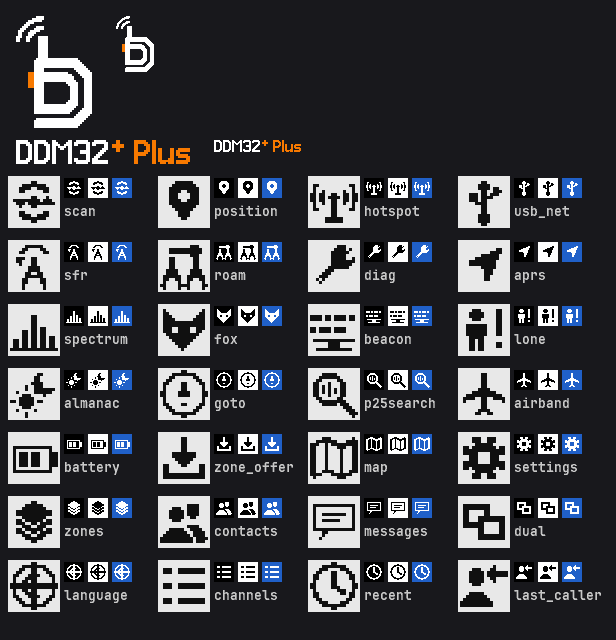 DDM32+ Plus DDM32+ Plus
scan position hotspot usb_net
sfr roam diag aprs
spectrum fox beacon lone
almanac goto p25search airband
battery zone_offer map settings
zones contacts messages dual
language channels recent last_caller